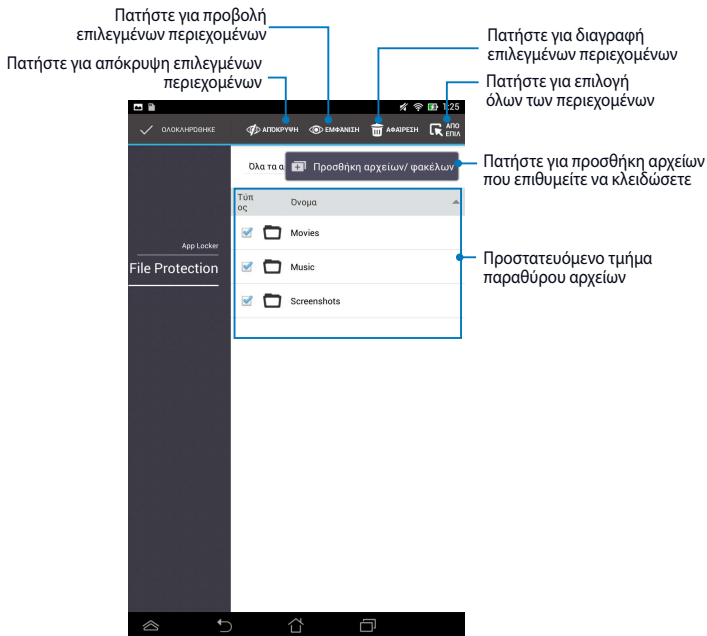 Πατήστε για προβολή
επιλεγμένων περιεχομένων
Πατήστε για απόκρυψη επιλεγμένων
περιεχομένων
Πατήστε για διαγραφή
επιλεγμένων περιεχομένων
Πατήστε για επιλογή
όλων των περιεχομένων
1:25
ΟΛΟΚΛΗΡΩΘΗΚΕ
ΑΠΟΚΡΥΨΗ
ΕΜΦΑΝΙΣΗ
ΑΦΑΙΡΕΣΗ
ΑΠΟ
ΕΠΙΛ
Όλα τα α
Προσθήκη αρχείων/ φακέλων
Πατήστε για προσθήκη αρχείων
που επιθυμείτε να κλειδώσετε
Τύπ
ος
Όνομα
Movies
App Locker
File Protection
Music
Screenshots
Προστατευόμενο τμήμα
παραθύρου αρχείων